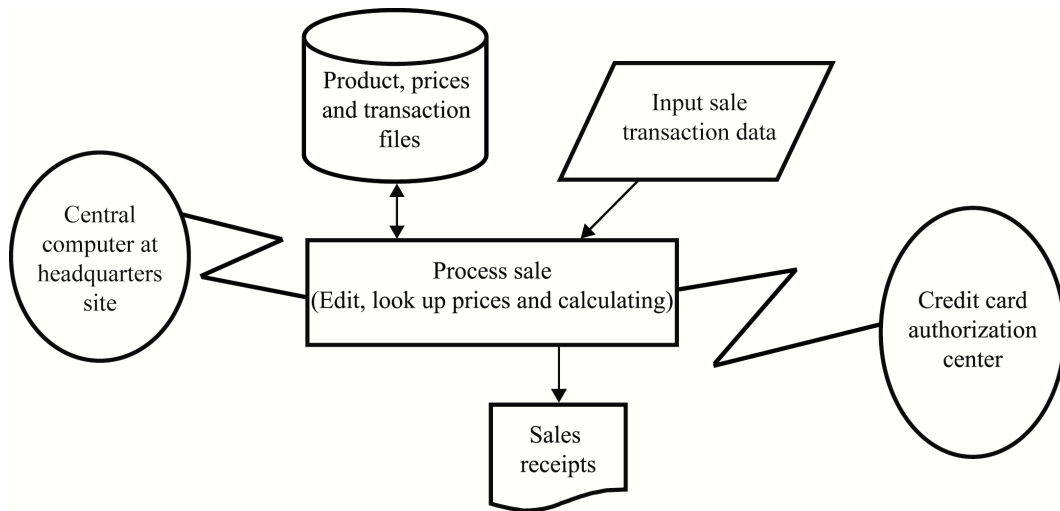 Product, prices
and transaction
files
Input sale
transaction data
Central
computer at
headquarters
site
Process sale
(Edit, look up prices and calculating)
Credit card
authorization
center
Sales
receipts